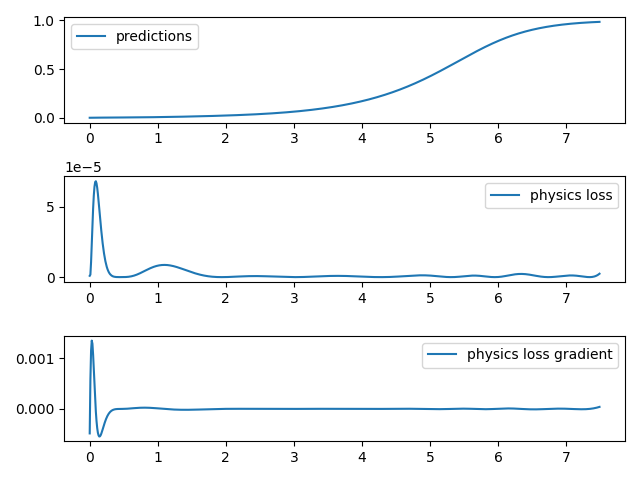 1.0
predictions
0.5
0.0
0 1 2 3 4 5 6 7
1e−5
physics loss
5
0
0 1 2 3 4 5 6 7
physics loss gradient
0.001
0.000
0 1 2 3 4 5 6 7